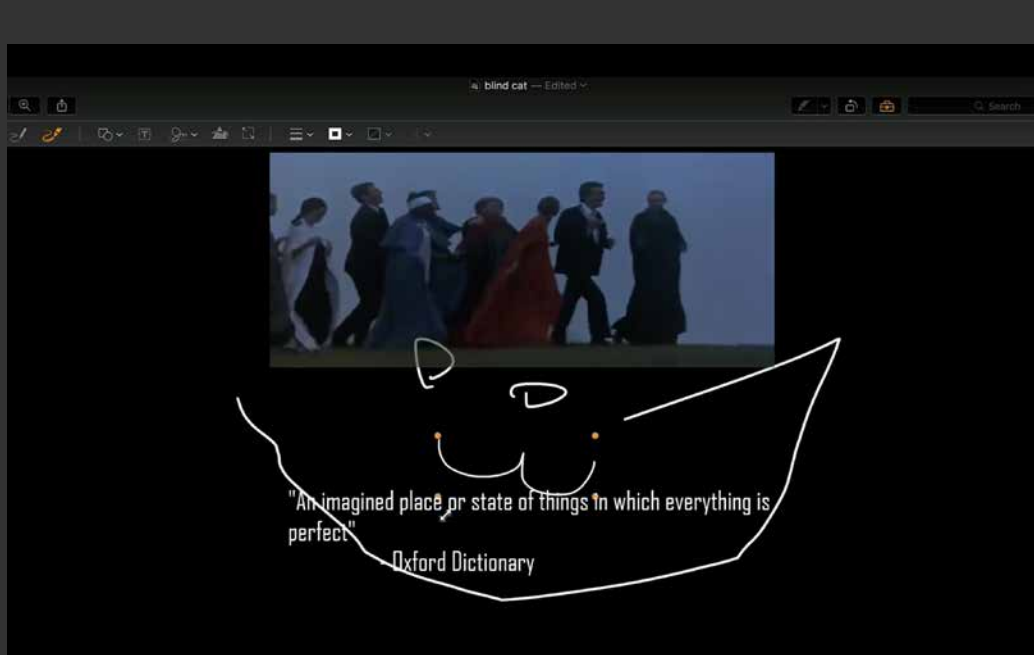 blind cat — Edited
Search
"An imagined place or state of things in which everything is
perfect"
- Oxford Dictionary